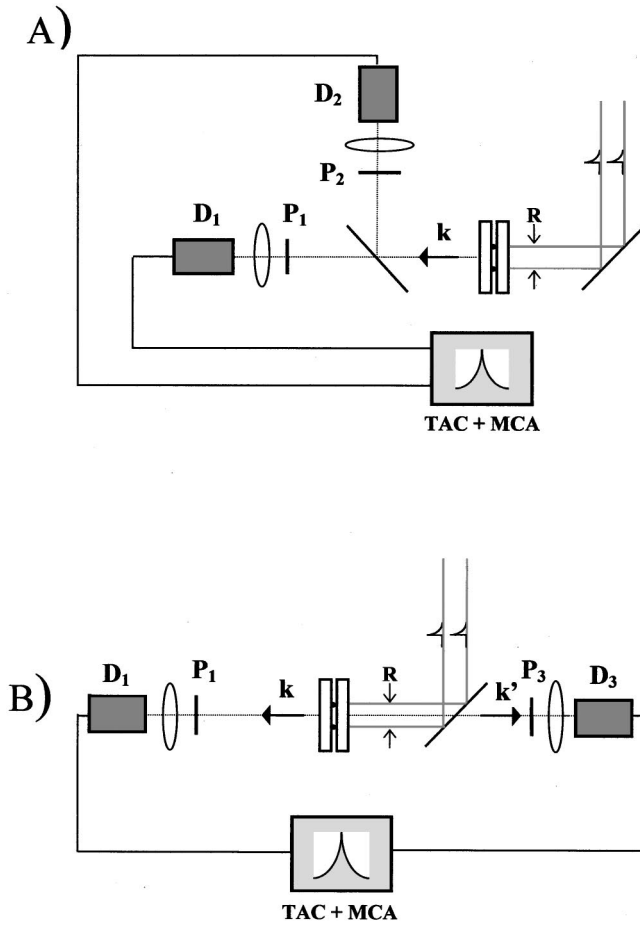 A)
D2
P2
D1
P1
k
R
TAC + MCA
B)
D1
P1
k
R
k’
P3
D3
TAC + MCA